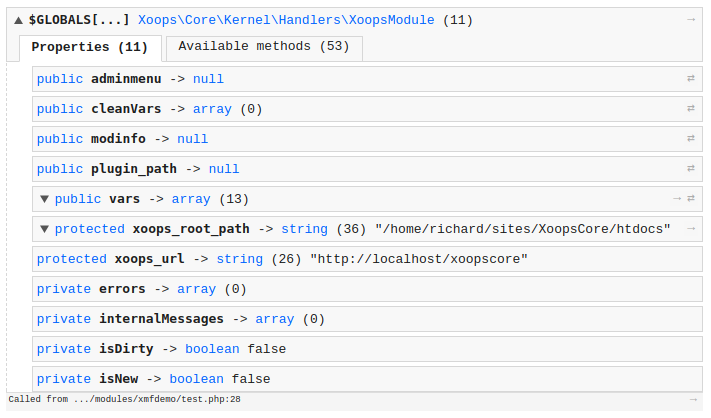 ▲ $GLOBALS[...] Xoops\Core\Kernel\Handlers\XoopsModule (11) →
Properties (11) Available methods (53)
public adminmenu -> null ⇄
public cleanVars -> array (0) ⇄
public modinfo -> null ⇄
public plugin_path -> null ⇄
▼ public vars -> array (13) → ⇄
▼ protected xoops_root_path -> string (36) "/home/richard/sites/XoopsCore/htdocs" →
protected xoops_url -> string (26) "http://localhost/xoopscore"
private errors -> array (0)
private internalMessages -> array (0)
private isDirty -> boolean false
private isNew -> boolean false
Called from .../modules/xmfdemo/test.php:28 →